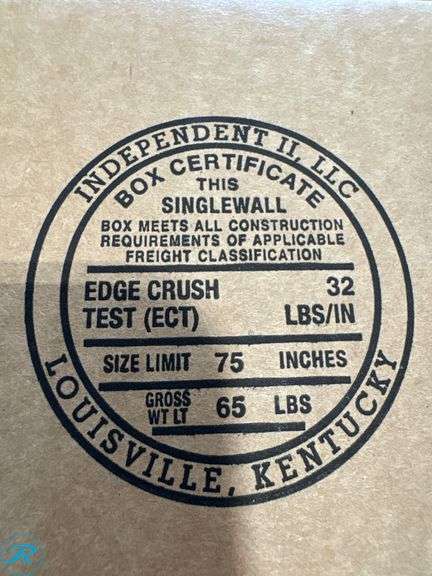 INDEPENDENT II, LLC
BOX CERTIFICATE
THIS
SINGLEWALL
BOX MEETS ALL CONSTRUCTION
REQUIREMENTS OF APPLICABLE
FREIGHT CLASSIFICATION
EDGE CRUSH 32
TEST (ECT) LBS/IN
SIZE LIMIT 75 INCHES
GROSS
WT LT 65 LBS
LOUISVILLE, KENTUCKY